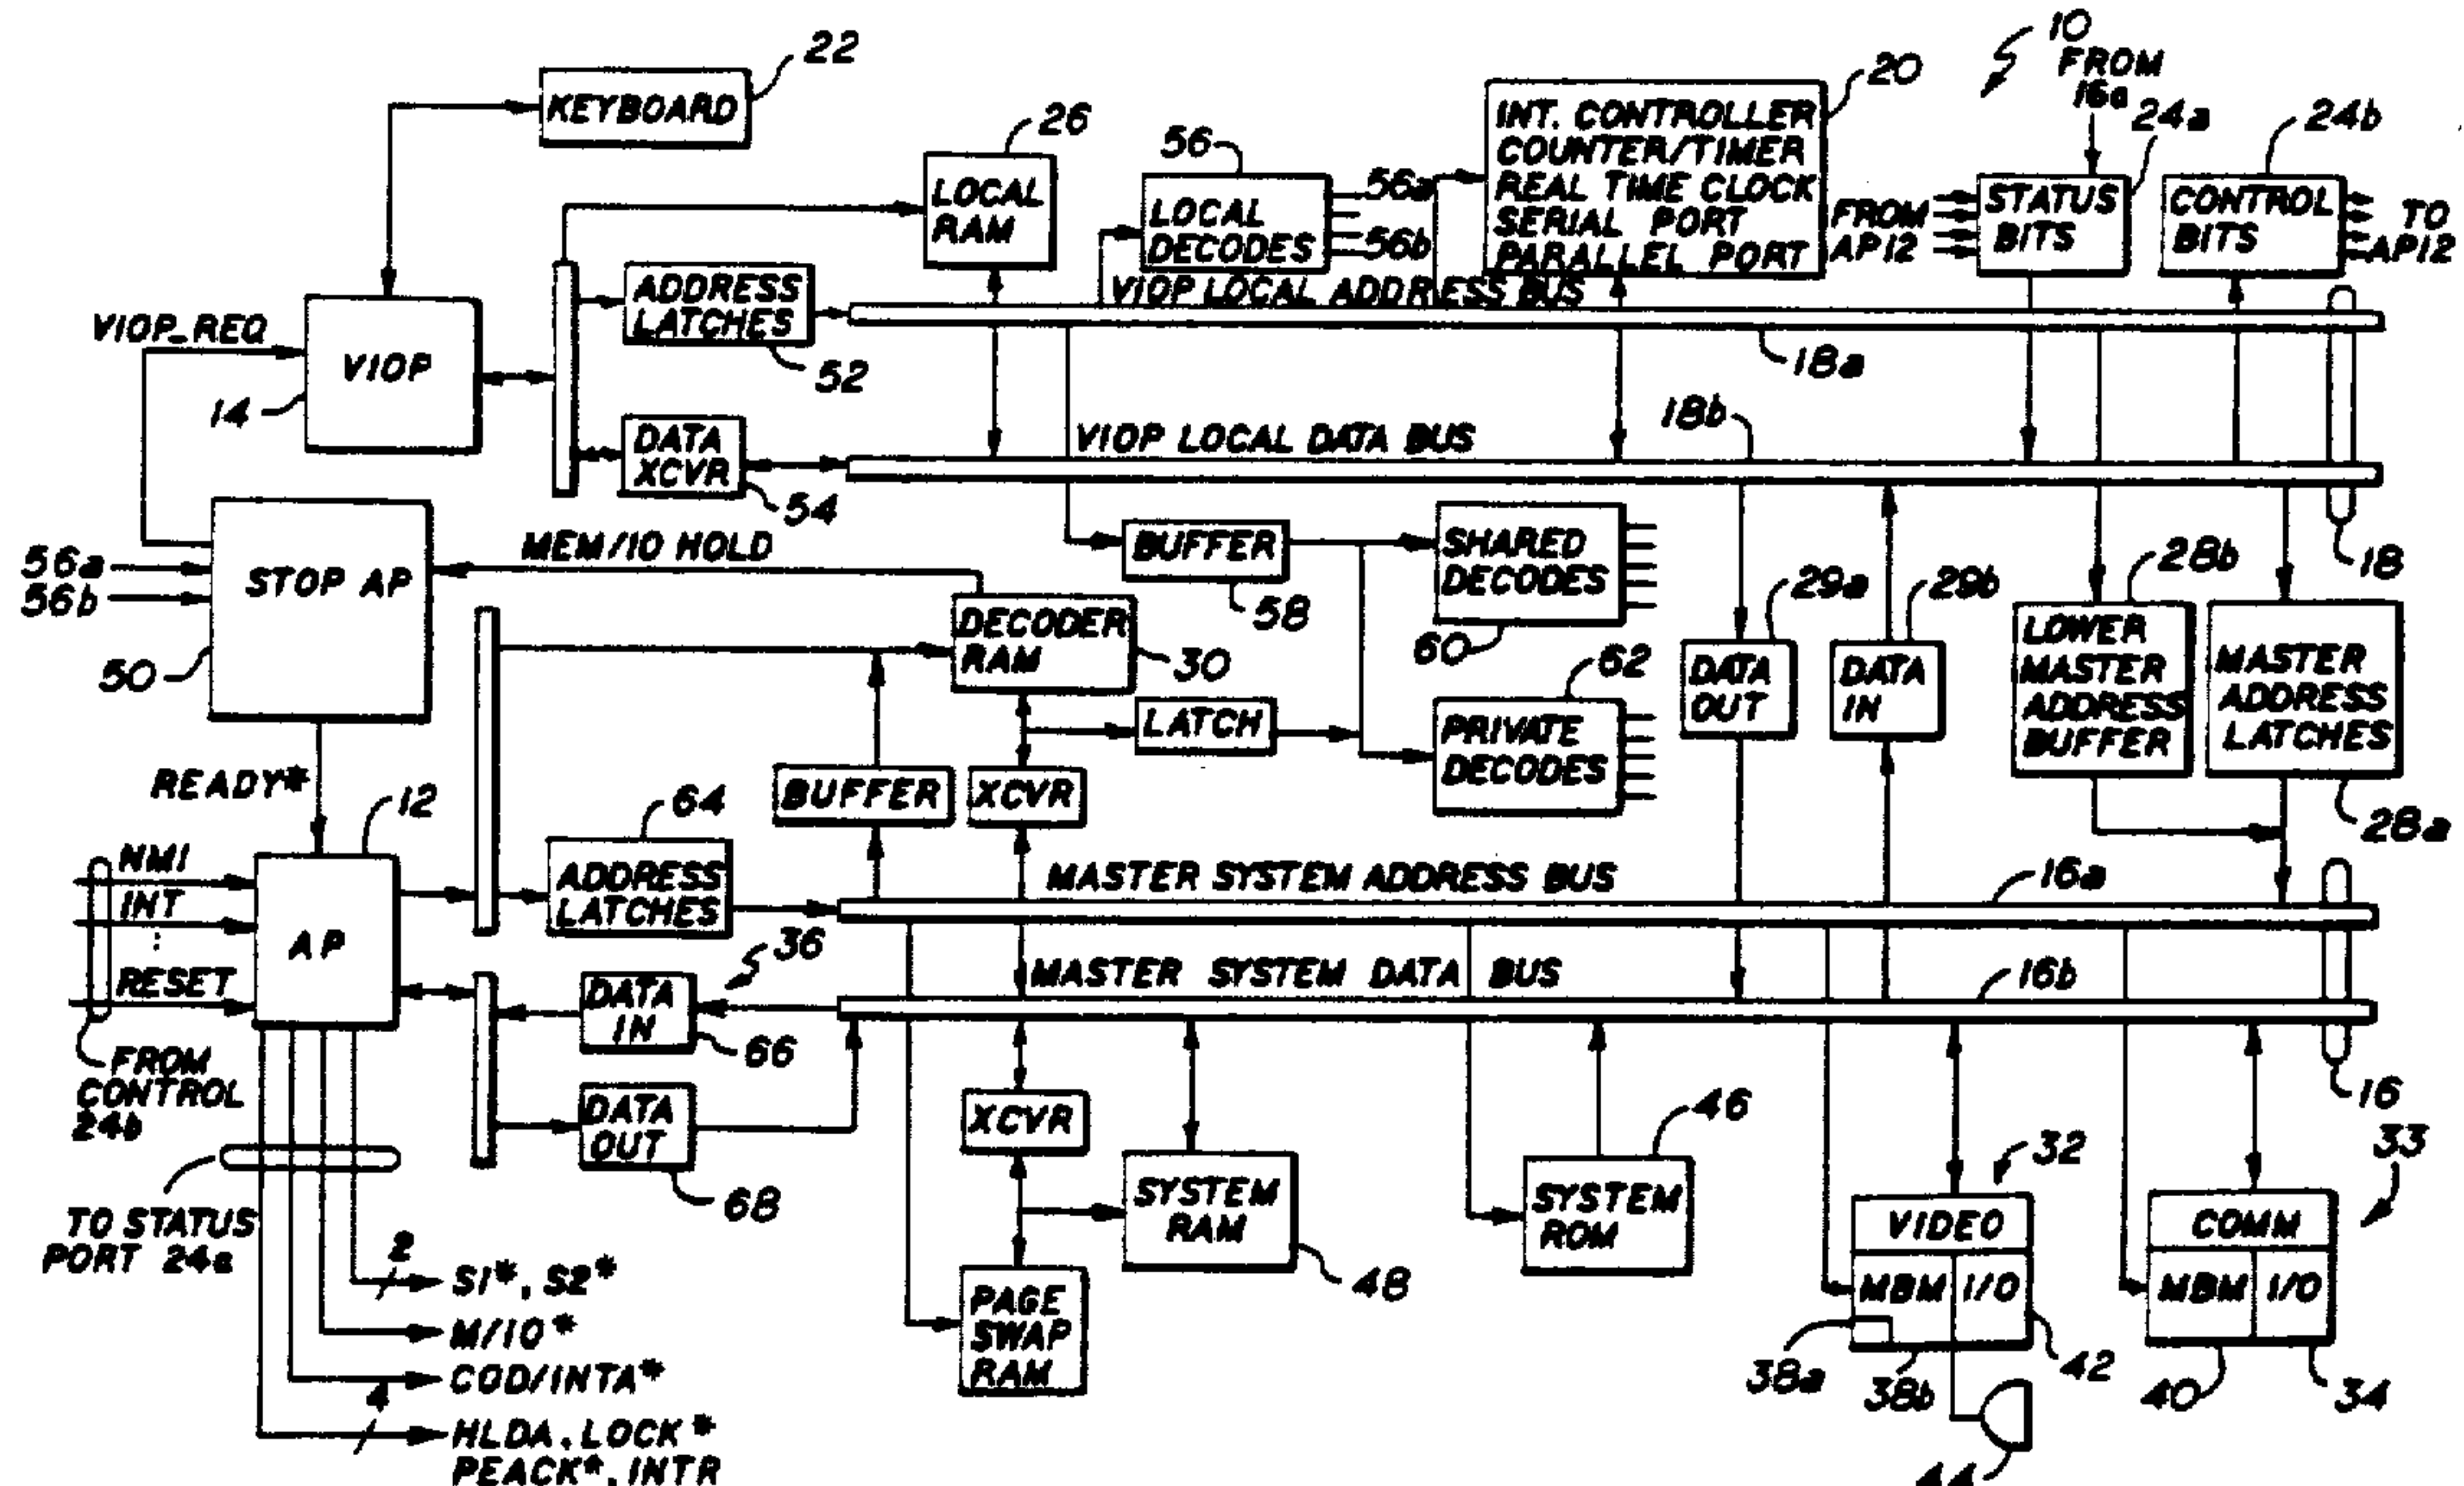 10
FROM
16a
22
KEYBOARD
26
LOCAL
RAM
56
LOCAL
DECODES
56a
56b
20
INT. CONTROLLER
COUNTER/TIMER
REAL TIME CLOCK
SERIAL PORT
PARALLEL PORT
FROM
AP12
24a
STATUS
BITS
24b
CONTROL
BITS
TO
AP12
VIOP_REQ
VIOP
14
ADDRESS
LATCHES
52
VIOP LOCAL ADDRESS BUS
18a
DATA
XCVR
54
VIOP LOCAL DATA BUS
18b
18
56a
56b
STOP AP
50
MEM/IO HOLD
BUFFER
58
SHARED
DECODES
60
DECODER
RAM
30
LATCH
62
PRIVATE
DECODES
29a
DATA
OUT
29b
DATA
IN
28b
LOWER
MASTER
ADDRESS
BUFFER
MASTER
ADDRESS
LATCHES
28a
READY*
BUFFER
XCVR
12
AP
NMI
INT
:
RESET
FROM
CONTROL
24b
64
ADDRESS
LATCHES
MASTER SYSTEM ADDRESS BUS
16a
36
DATA
IN
66
MASTER SYSTEM DATA BUS
16b
16
DATA
OUT
68
TO STATUS
PORT 24a
2
S1*, S2*
M/IO*
COD/INTA*
4
HLDA, LOCK*
PEACK*, INTR
XCVR
SYSTEM
RAM
48
PAGE
SWAP
RAM
46
SYSTEM
ROM
32
VIDEO
MBM
I/O
38a
38b
42
44
33
COMM
MBM
I/O
40
34